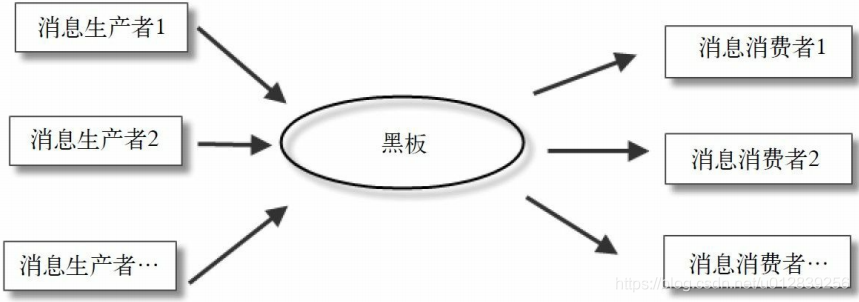 消息生产者1
消息生产者2
消息生产者…
黑板
消息消费者1
消息消费者2
消息消费者…
https://blog.csdn.net/u012839256